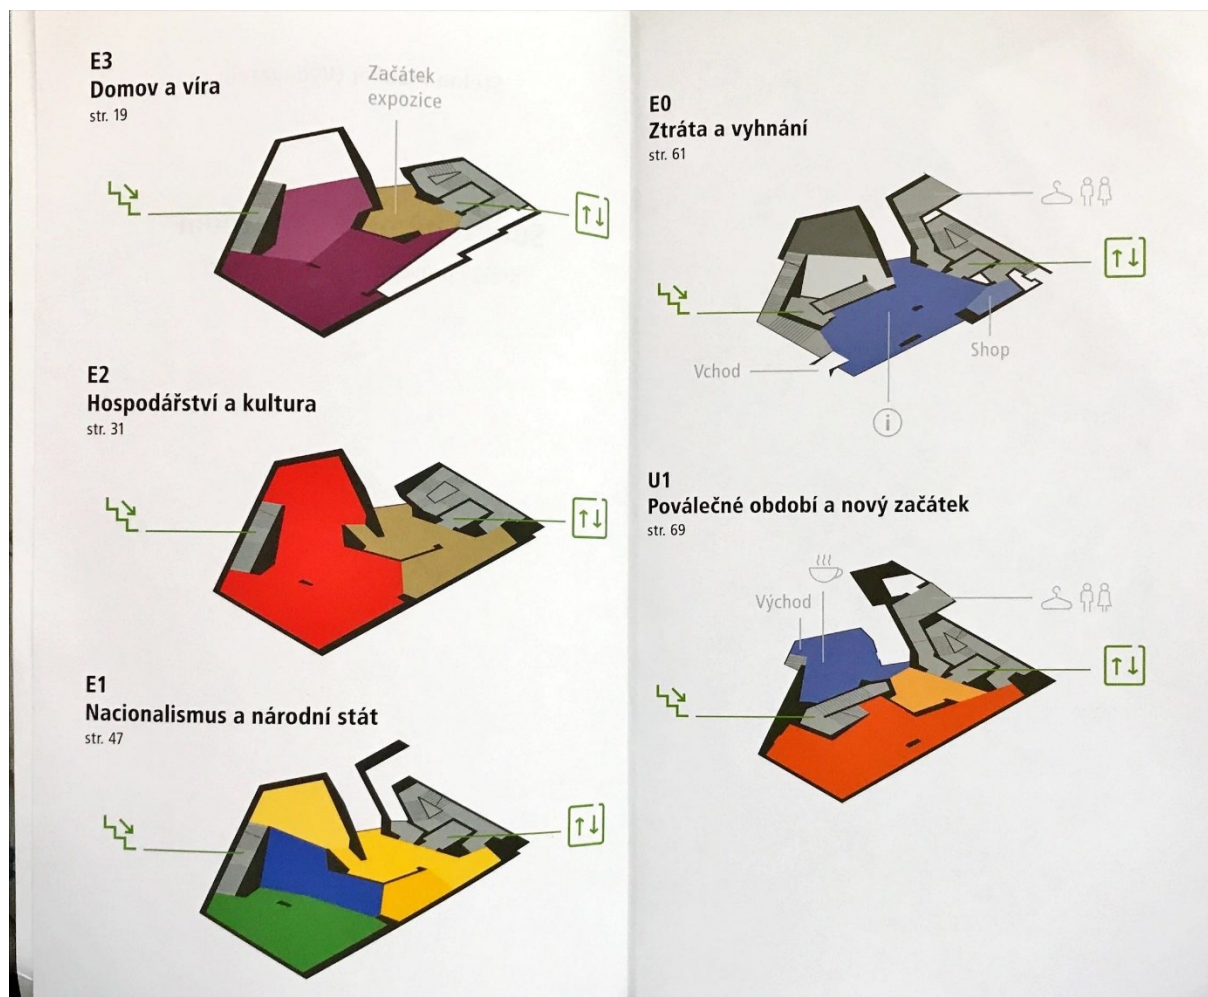 E3
Domov a víra
str. 19
Začátek
expozice
E2
Hospodářství a kultura
str. 31
E1
Nacionalismus a národní stát
str. 47
E0
Ztráta a vyhnání
str. 61
Shop
Vchod
i
U1
Poválečné období a nový začátek
str. 69
Východ